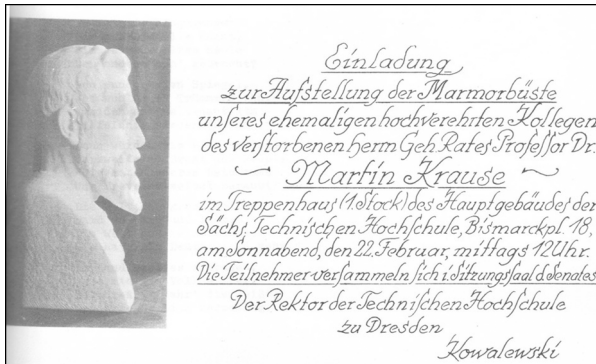 Einladung
zur Aufstellung der Marmorbüste
unseres ehemaligen hochverehrten Kollegen
des verstorbenen Herrn Geh. Rates Professor Dr.
Martin Krause
im Treppenhaus (1. Stock) des Hauptgebäudes der
Sächs. Technischen Hochschule, Bismarckpl. 18,
am Sonnabend, den 22. Februar, mittags 12 Uhr.
Die Teilnehmer versammeln sich i. Sitzungssaal d. Senates
Der Rektor der Technischen Hochschule
zu Dresden
Kowalewski